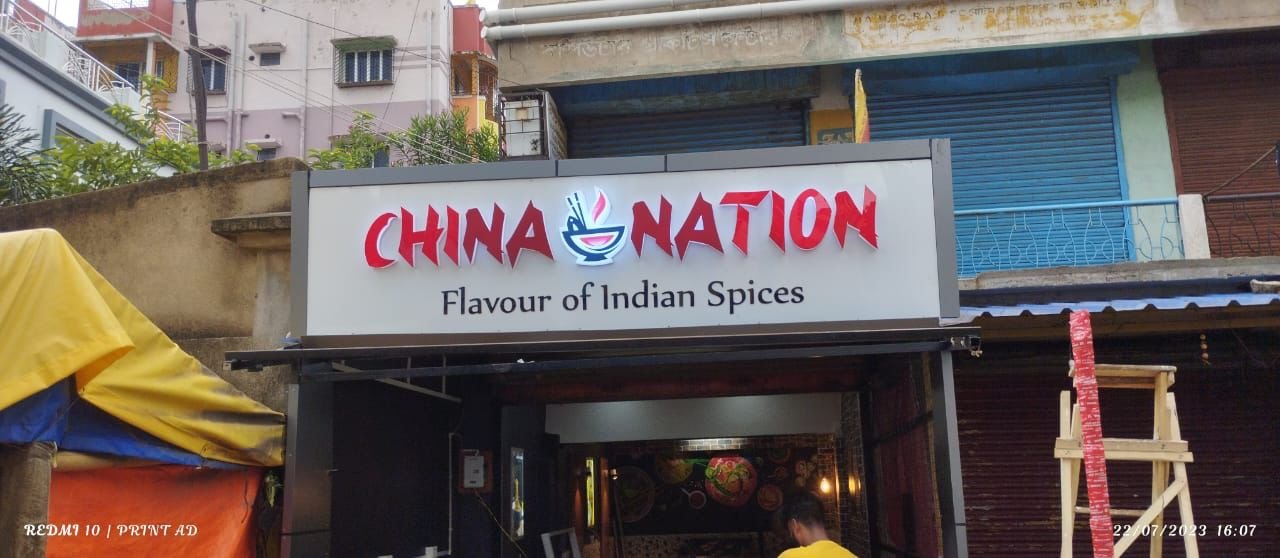 CHINA NATION
Flavour of Indian Spices
REDMI 10 | PRINT AD
22/07/2023 16:07